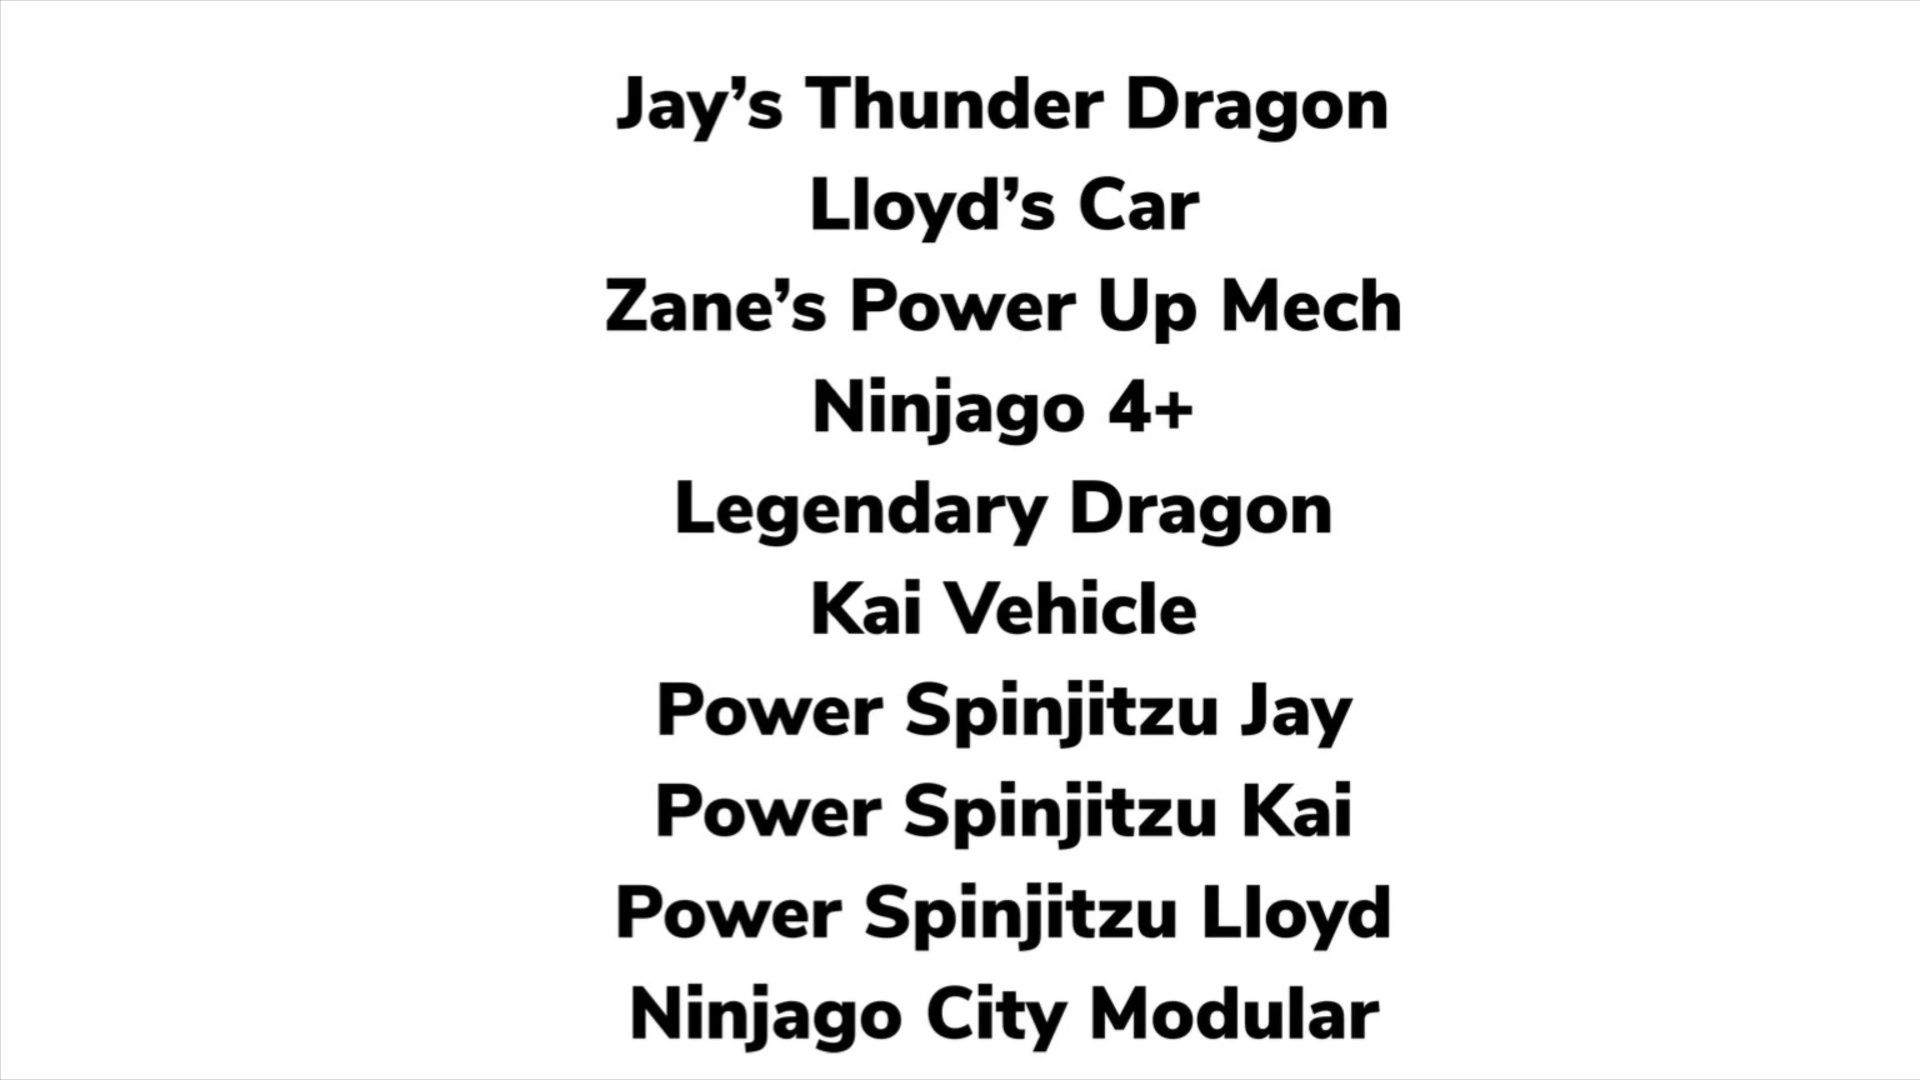 Jay’s Thunder Dragon
Lloyd’s Car
Zane’s Power Up Mech
Ninjago 4+
Legendary Dragon
Kai Vehicle
Power Spinjitzu Jay
Power Spinjitzu Kai
Power Spinjitzu Lloyd
Ninjago City Modular